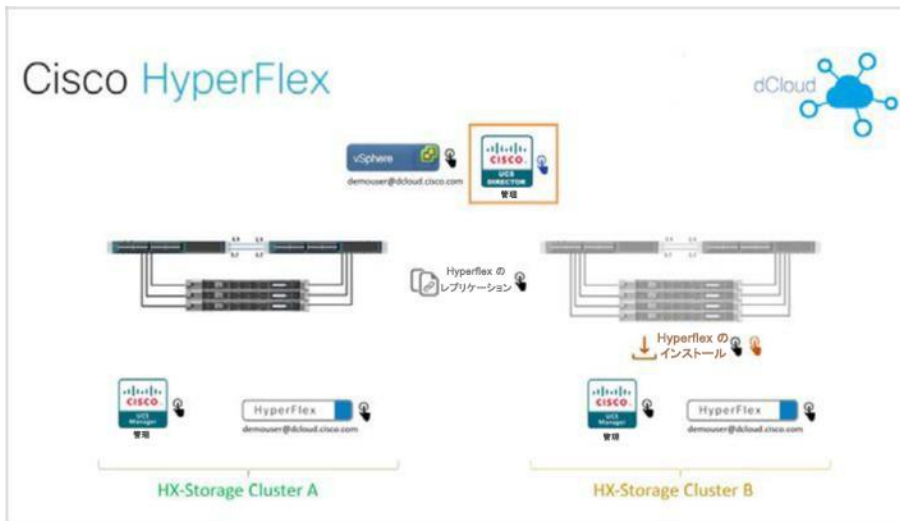 Cisco HyperFlex
dCloud
vSphere
demouser@dcloud.cisco.com
CISCO
UCS
DIRECTOR
管理
Hyperflex の
レプリケーション
Hyperflex の
インストール
CISCO
UCS
Manager
管理
HyperFlex
demouser@dcloud.cisco.com
CISCO
UCS
Manager
管理
HyperFlex
demouser@dcloud.cisco.com
HX-Storage Cluster A
HX-Storage Cluster B